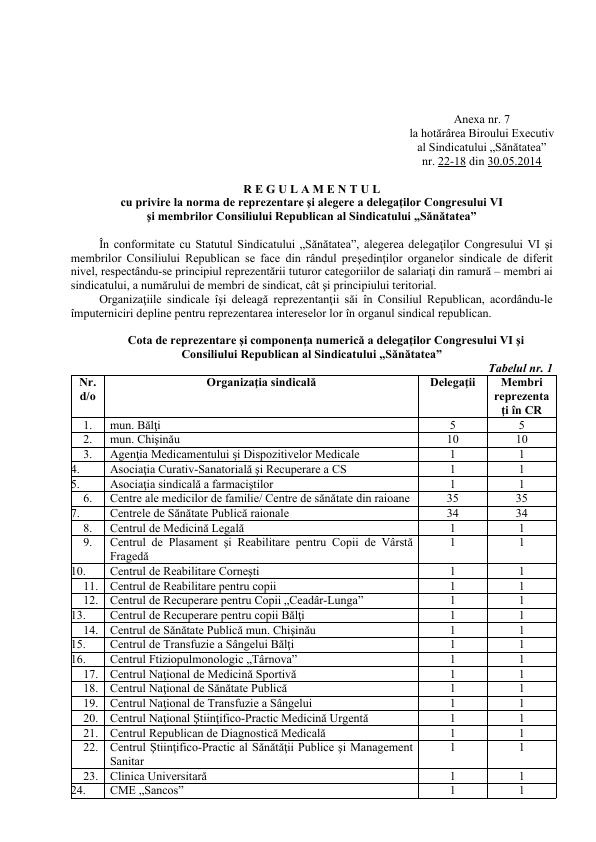 Anexa nr. 7
la hotărârea Biroului Executiv
al Sindicatului „Sănătatea”
nr. 22-18 din 30.05.2014
R E G U L A M E N T U L
cu privire la norma de reprezentare şi alegere a delegaţilor Congresului VI
şi membrilor Consiliului Republican al Sindicatului „Sănătatea”
În conformitate cu Statutul Sindicatului „Sănătatea”, alegerea delegaţilor Congresului VI şi
membrilor Consiliului Republican se face din rândul preşedinţilor organelor sindicale de diferit
nivel, respectându-se principiul reprezentării tuturor categoriilor de salariaţi din ramură – membri ai
sindicatului, a numărului de membri de sindicat, cât şi principiului teritorial.
Organizaţiile sindicale îşi deleagă reprezentanţii săi în Consiliul Republican, acordându-le
împuterniciri depline pentru reprezentarea intereselor lor în organul sindical republican.
Cota de reprezentare şi componenţa numerică a delegaţilor Congresului VI şi
Consiliului Republican al Sindicatului „Sănătatea”
Tabelul nr. 1
Nr. Organizaţia sindicală Delegaţii Membri
d/o reprezenta
ţi în CR
1. mun. Bălţi 5 5
2. mun. Chişinău 10 10
3. Agenţia Medicamentului şi Dispozitivelor Medicale 1 1
4. Asociaţia Curativ-Sanatorială şi Recuperare a CS 1 1
5. Asociaţia sindicală a farmaciştilor 1 1
6. Centre ale medicilor de familie/ Centre de sănătate din raioane 35 35
7. Centrele de Sănătate Publică raionale 34 34
8. Centrul de Medicină Legală 1 1
9. Centrul de Plasament şi Reabilitare pentru Copii de Vârstă 1 1
Fragedă
10. Centrul de Reabilitare Corneşti 1 1
11. Centrul de Reabilitare pentru copii 1 1
12. Centrul de Recuperare pentru Copii „Ceadâr-Lunga” 1 1
13. Centrul de Recuperare pentru copii Bălţi 1 1
14. Centrul de Sănătate Publică mun. Chişinău 1 1
15. Centrul de Transfuzie a Sângelui Bălţi 1 1
16. Centrul Ftiziopulmonologic „Târnova” 1 1
17. Centrul Naţional de Medicină Sportivă 1 1
18. Centrul Naţional de Sănătate Publică 1 1
19. Centrul Naţional de Transfuzie a Sângelui 1 1
20. Centrul Naţional Ştiinţifico-Practic Medicină Urgentă 1 1
21. Centrul Republican de Diagnostică Medicală 1 1
22. Centrul Ştiinţifico-Practic al Sănătăţii Publice şi Management 1 1
Sanitar
23. Clinica Universitară 1 1
24. CME „Sancos” 1 1